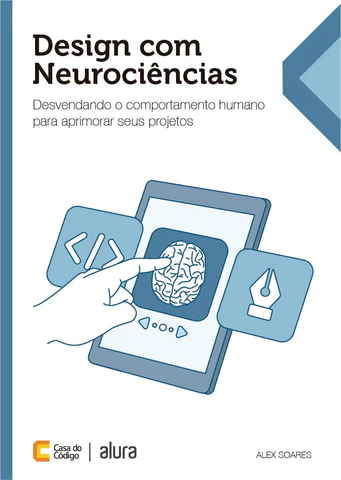 Design com
Neurociências
Desvendando o comportamento humano
para aprimorar seus projetos
</>
Casa do
Código
alura
ALEX SOARES